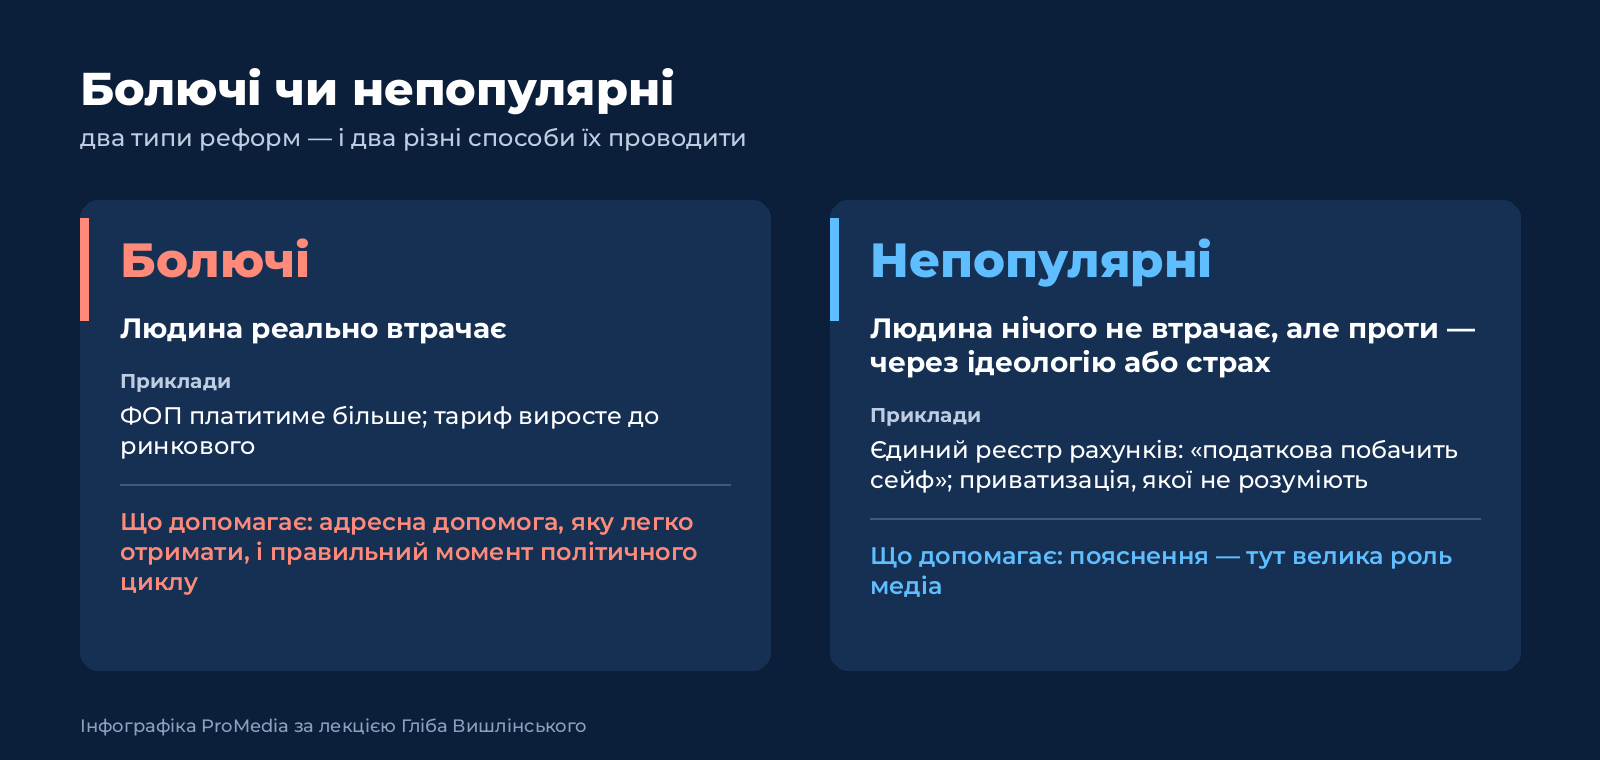 Болючі чи непопулярні
два типи реформ — і два різні способи їх проводити
Болючі
Людина реально втрачає
Приклади
ФОП платитиме більше; тариф виросте до
ринкового
Що допомагає: адресна допомога, яку легко
отримати, і правильний момент політичного
циклу
Непопулярні
Людина нічого не втрачає, але проти —
через ідеологію або страх
Приклади
Єдиний реєстр рахунків: «податкова побачить
сейф»; приватизація, якої не розуміють
Що допомагає: пояснення — тут велика роль
медіа
Інфографіка ProMedia за лекцією Гліба Вишлінського